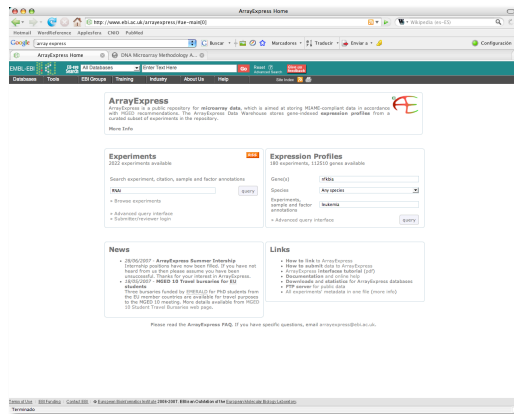 ArrayExpress Home
http://www.ebi.ac.uk/arrayexpress/#ae-main[0]
Wikipedia (es-ES)
Hotmail WordReference Applesfera CNIO PubMed
Google array express Buscar Marcadores Traducir Enviar a Configuración
ArrayExpress Home DNA Microarray Methodology A...
EMBL-EBI All Databases Enter Text Here Go Reset
Advanced Search
Give us feedback
Databases Tools EBI Groups Training Industry About Us Help Site Index
ArrayExpress
ArrayExpress is a public repository for microarray data, which is aimed at storing MIAME-compliant data in accordance
with MGED recommendations. The ArrayExpress Data Warehouse stores gene-indexed expression profiles from a
curated subset of experiments in the repository.
More Info
Experiments
2022 experiments available
Search experiment, citation, sample and factor annotations
RNAi query
» Browse experiments
» Advanced query interface
» Submitter/reviewer login
Expression Profiles
180 experiments, 112510 genes available
Gene(s) nfkbia
Species Any species
Experiments,
sample and factor
annotations
leukemia
» Advanced query interface query
News
28/06/2007 - ArrayExpress Summer Intership
Internship positions have now been filled. If you have not
heard from us then please assume you have been
unsuccessful. Thanks for your interest in ArrayExpress.
18/05/2007 - MGED 10 Travel bursaries for EU
students
Three bursaries funded by EMERALD for PhD students from
the EU member countries are available for travel purposes
to the MGED 10 meeting. More details available from MGED
10 Student Travel Bursaries web page.
Links
How to link to ArrayExpress
How to submit data to ArrayExpress
ArrayExpress Interface tutorial (pdf)
Documentation and online help
Downloads and statistics for ArrayExpress databases
FTP server for public data
All experiments' metadata in one file (more info)
Please read the ArrayExpress FAQ. If you have specific questions, email arrayexpress@ebi.ac.uk.
Terms of Use EBI Funding Contact EBI © European Bioinformatics Institute 2006-2007. EBI is an Outstation of the European Molecular Biology Laboratory.
Terminado